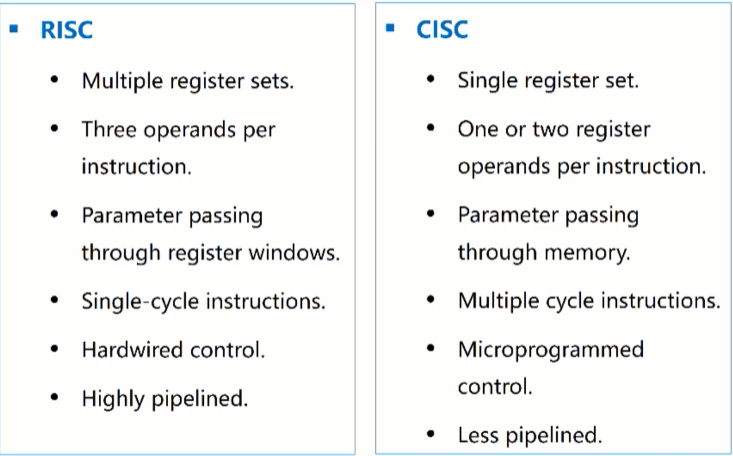 ▪ RISC
• Multiple register sets.
• Three operands per
instruction.
• Parameter passing
through register windows.
• Single-cycle instructions.
• Hardwired control.
• Highly pipelined.
▪ CISC
• Single register set.
• One or two register
operands per instruction.
• Parameter passing
through memory.
• Multiple cycle instructions.
• Microprogrammed
control.
• Less pipelined.